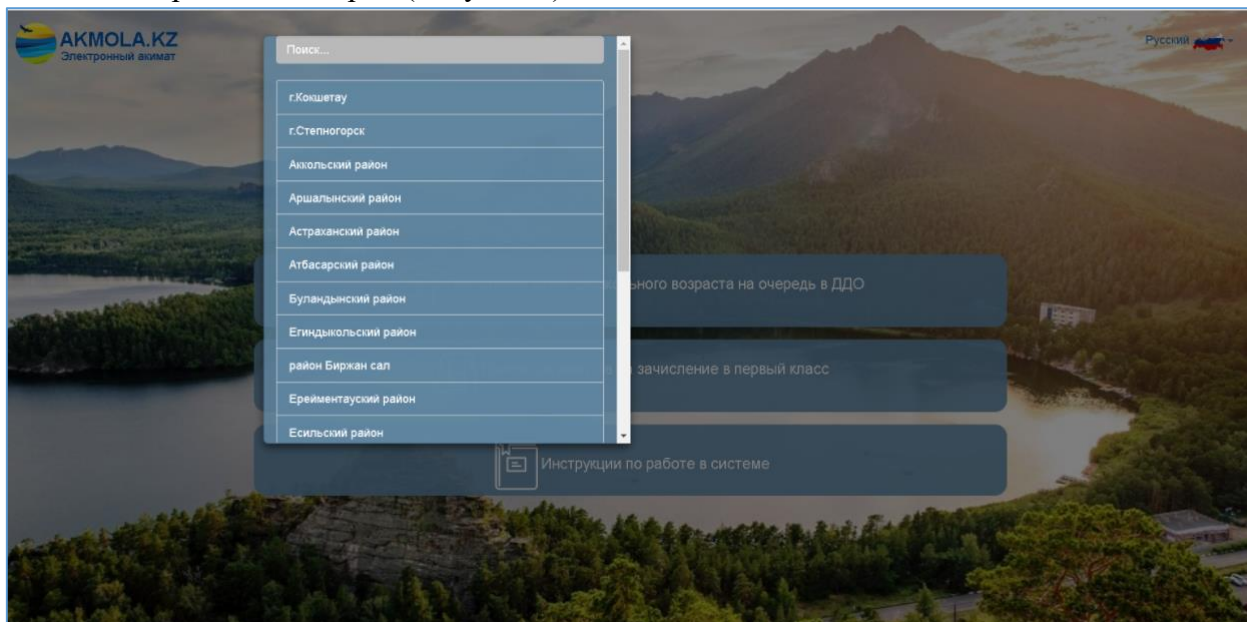 AKMOLA.KZ
Электронный акимат
Русский
Поиск...
г.Кокшетау
г.Степногорск
Аккольский район
Аршалынский район
Астраханский район
Атбасарский район
Буландынский район
Егиндыкольский район
район Биржан сал
Ерейментауский район
Есильский район
возраста на очередь в ДДО
зачисление в первый класс
Инструкции по работе в системе